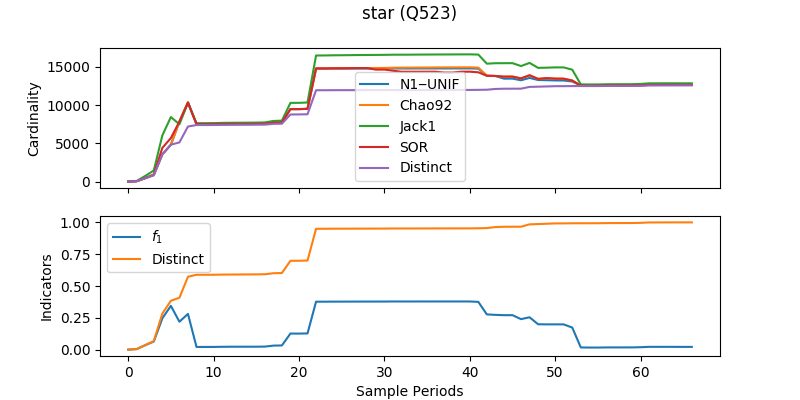 star (Q523)
Cardinality
15000
10000
5000
0
N1−UNIF
Chao92
Jack1
SOR
Distinct
Indicators
1.00
0.75
0.50
0.25
0.00
f1
Distinct
0 10 20 30 40 50 60
Sample Periods